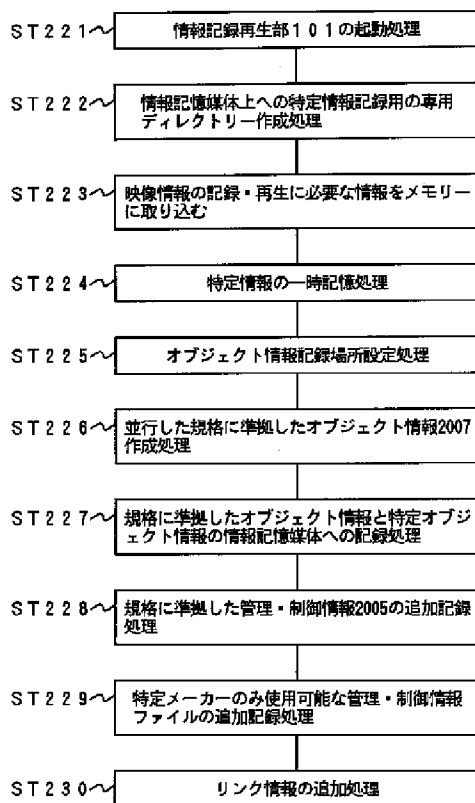 ST221 情報記録再生部101の起動処理
ST222 情報記憶媒体上への特定情報記録用の専用
ディレクトリー作成処理
ST223 映像情報の記録・再生に必要な情報をメモリー
に取り込む
ST224 特定情報の一時記憶処理
ST225 オブジェクト情報記録場所設定処理
ST226 並行した規格に準拠したオブジェクト情報2007
作成処理
ST227 規格に準拠したオブジェクト情報と特定オブジ
ェクト情報の情報記憶媒体への記録処理
ST228 規格に準拠した管理・制御情報2005の追加記録
処理
ST229 特定メーカーのみ使用可能な管理・制御情報
ファイルの追加記録処理
ST230 リンク情報の追加処理